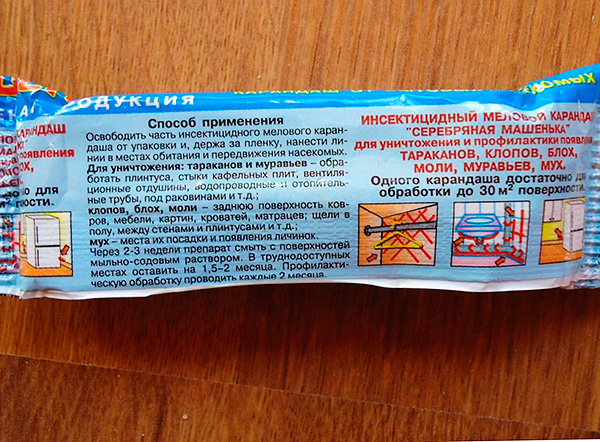 ОДУКЦИЯ
Способ применения
Освободить часть инсектицидного мелового каран-
даша от упаковки и, держа за пленку, нанести ли-
нии в местах обитания и передвижения насекомых.
Для уничтожения: тараканов и муравьев – обра-
ботать плинтуса, стыки кафельных плит, вентиля-
ционные отдушины, водопроводные и отопитель-
ные трубы, под раковинами и т.д.;
клопов, блох, моли – заднюю поверхность ков-
ров, мебели, картин, кроватей, матрацев; щели в
полу, между стенами и плинтусами и т.д.;
мух – места их посадки и появления личинок.
Через 2-3 недели препарат смыть с поверхностей
мыльно-содовым раствором. В труднодоступных
местах оставить на 1,5–2 месяца. Профилакти-
ческую обработку проводить каждые 2 месяца.
ИНСЕКТИЦИДНЫЙ МЕЛОВОЙ КАРАНДА
"СЕРЕБРЯНАЯ МАШЕНЬКА"
для уничтожения и профилактики появле
ТАРАКАНОВ, КЛОПОВ, БЛОХ,
МОЛИ, МУРАВЬЕВ, МУХ.
Одного карандаша достаточно для
обработки до 30 м² поверхности.
КАРАНДАШ
появления
ОХ,
о для
ости.